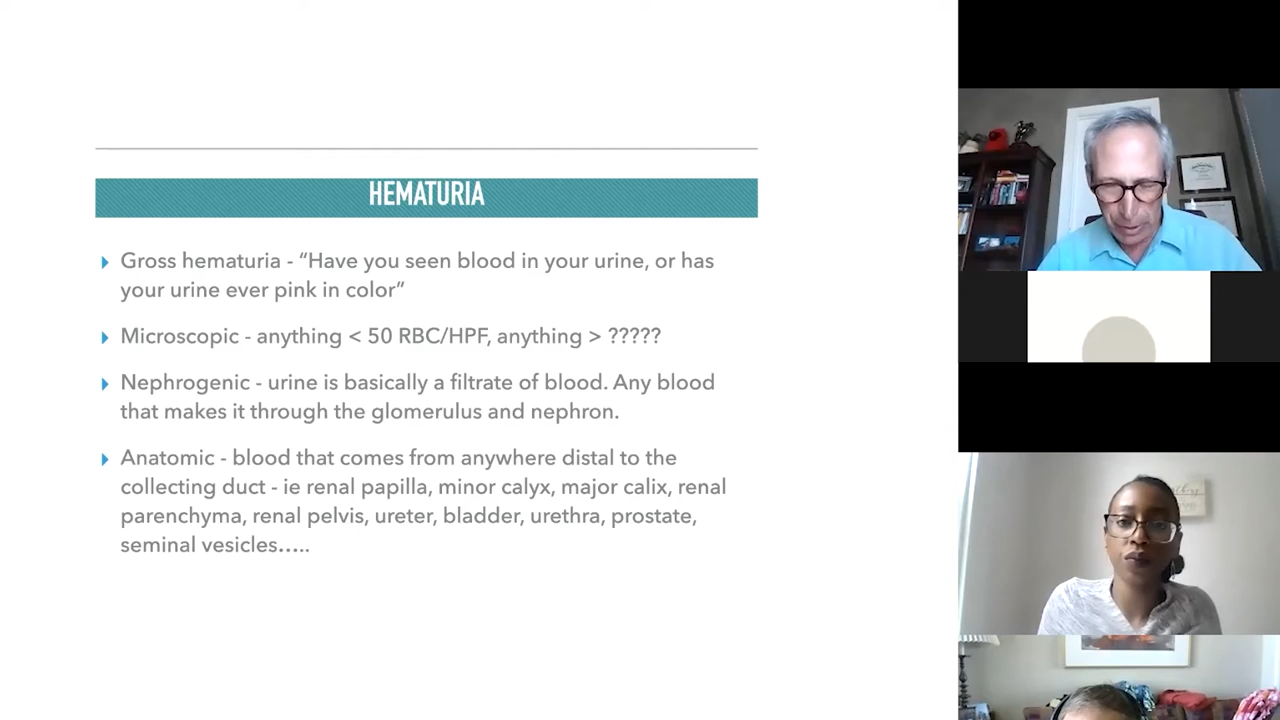 HEMATURIA
Gross hematuria - “Have you seen blood in your urine, or has
your urine ever pink in color“
Microscopic - anything < 50 RBC/HPF, anything > ?????
Nephrogenic - urine is basically a filtrate of blood. Any blood
that makes it through the glomerulus and nephron.
Anatomic - blood that comes from anywhere distal to the
collecting duct - ie renal papilla, minor calyx, major calix, renal
parenchyma, renal pelvis, ureter, bladder, urethra, prostate,
seminal vesicles…..